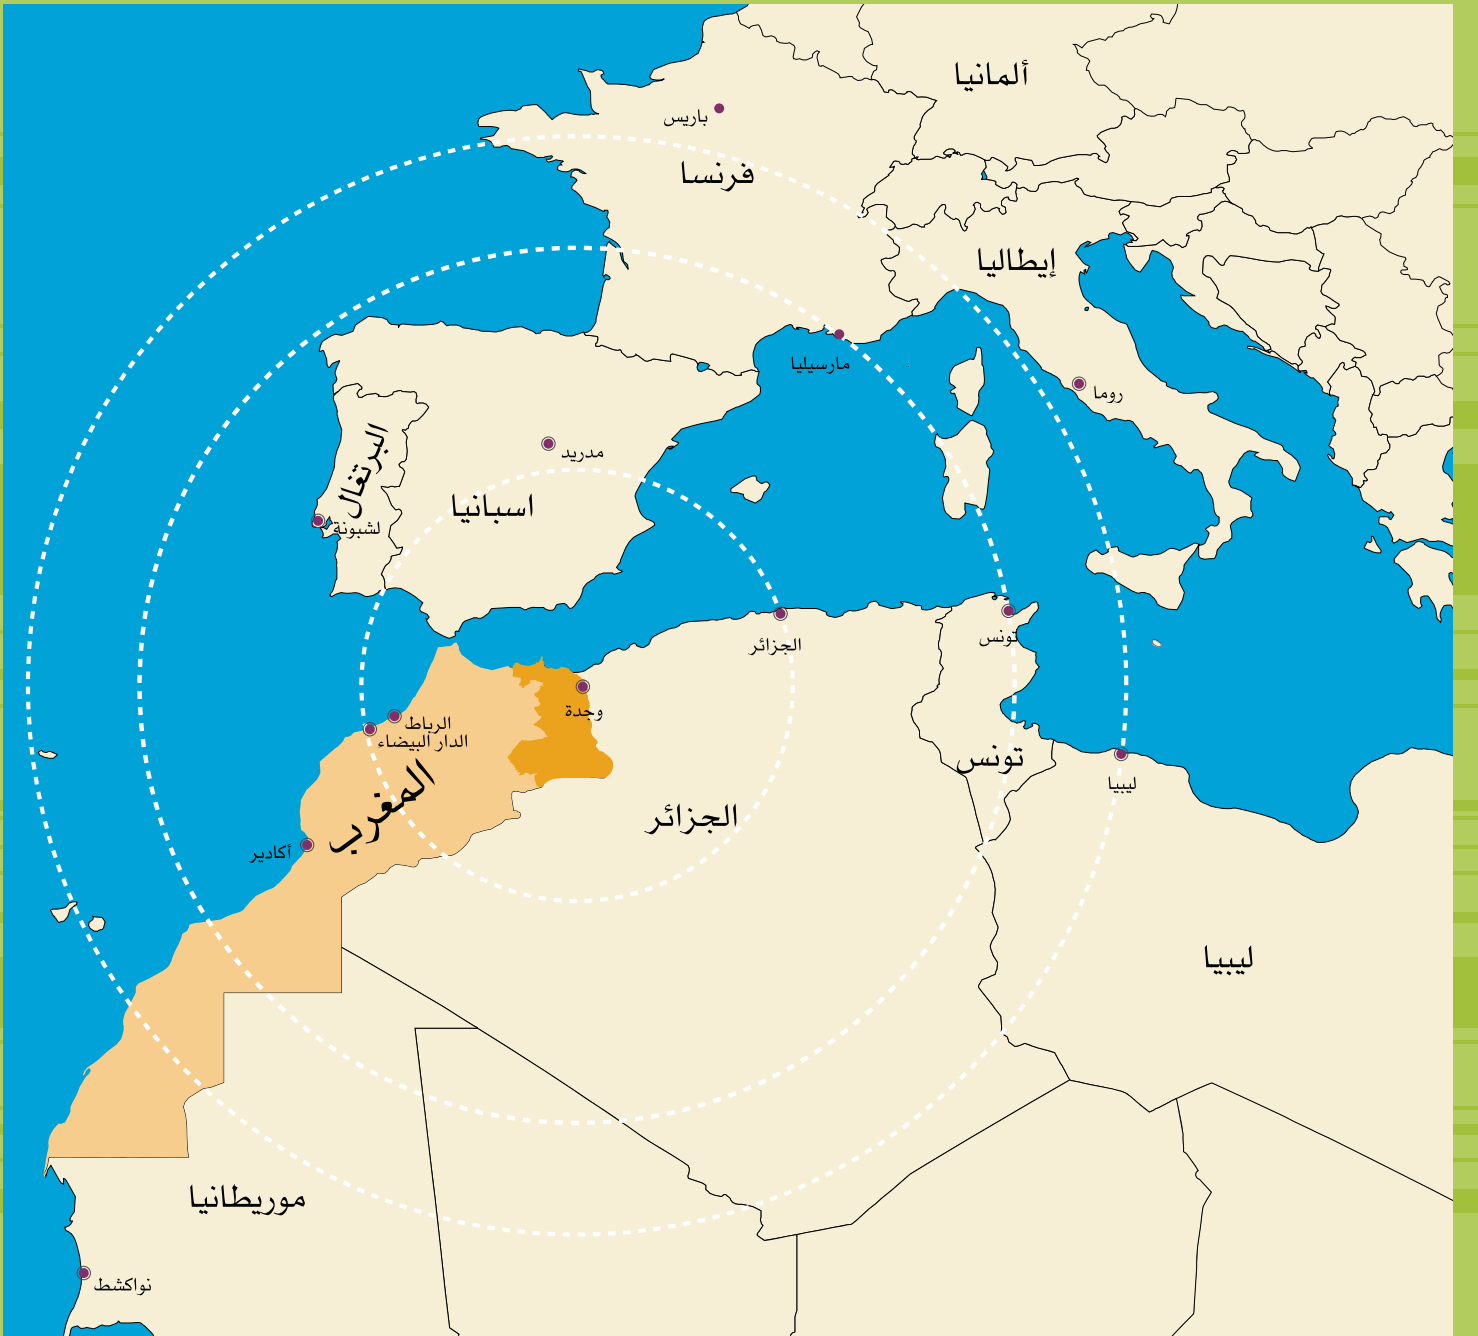 ألمانيا
باريس
فرنسا
إيطاليا
مارسيليا
روما
البرتغال
مدريد
اسبانيا
لشبونة
الجزائر
تونس
وجدة
الرباط
الدار البيضاء
تونس
ليبيا
المغرب
الجزائر
أكادير
ليبيا
موريطانيا
نواكشط